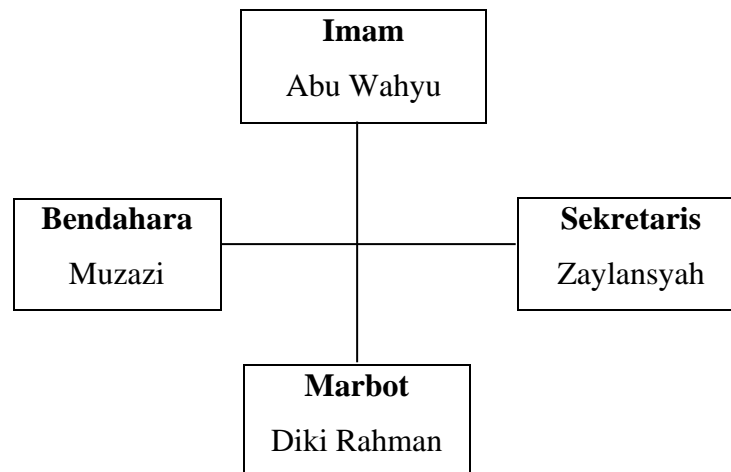 Imam
Abu Wahyu
Bendahara
Muzazi
Sekretaris
Zaylansyah
Marbot
Diki Rahman